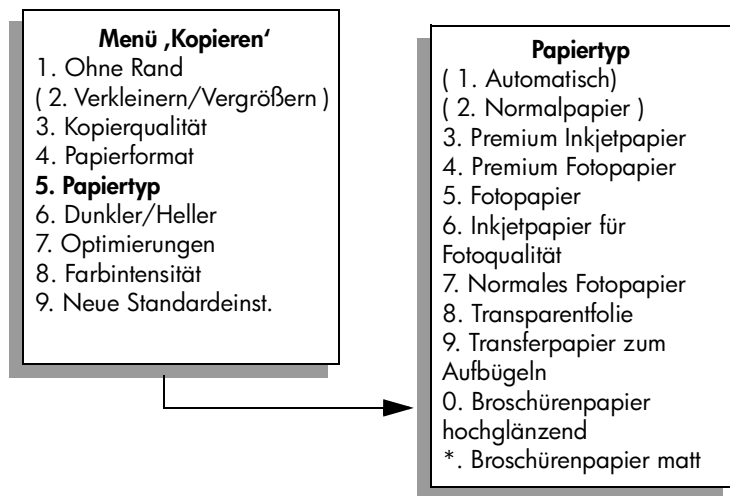 Menü ‚Kopieren‘
1. Ohne Rand
( 2. Verkleinern/Vergrößern )
3. Kopierqualität
4. Papierformat
5. Papiertyp
6. Dunkler/Heller
7. Optimierungen
8. Farbintensität
9. Neue Standardeinst.
Papiertyp
( 1. Automatisch)
( 2. Normalpapier )
3. Premium Inkjetpapier
4. Premium Fotopapier
5. Fotopapier
6. Inkjetpapier für
Fotoqualität
7. Normales Fotopapier
8. Transparentfolie
9. Transferpapier zum
Aufbügeln
0. Broschürenpapier
hochglänzend
*. Broschürenpapier matt